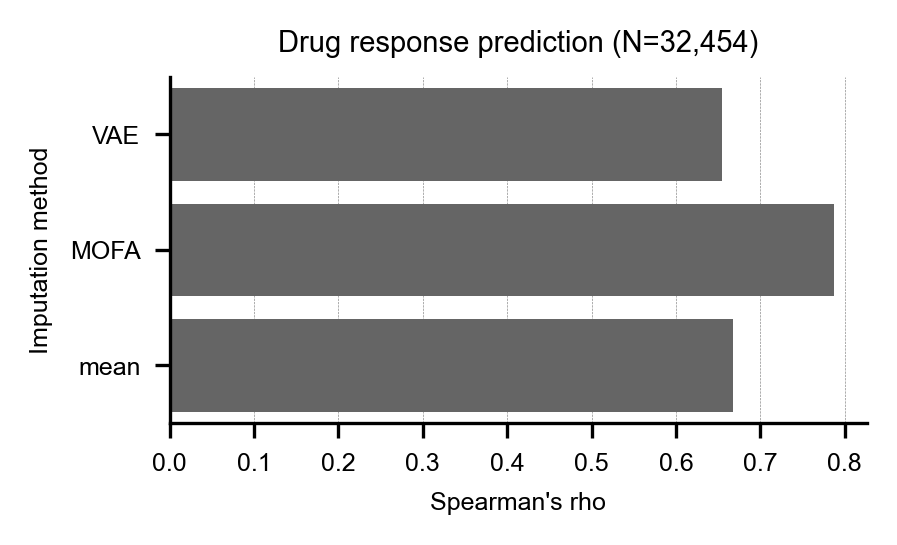 Drug response prediction (N=32,454)
Imputation method
VAE
MOFA
mean
0.0 0.1 0.2 0.3 0.4 0.5 0.6 0.7 0.8
Spearman's rho